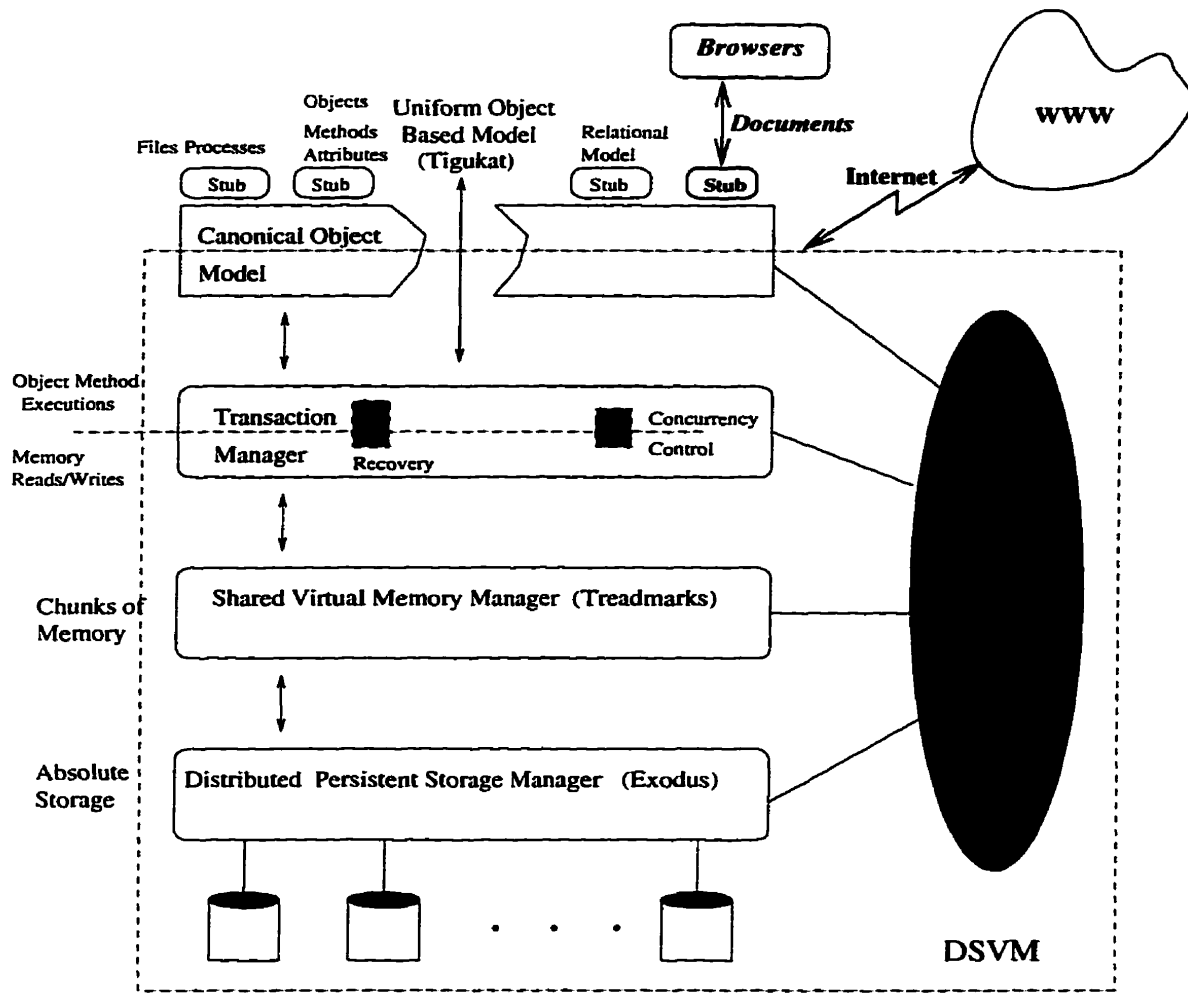 Browsers
WWW
Objects
Methods
Attributes
Uniform Object
Based Model
(Tigukat)
Relational
Model
Documents
Files Processes
Stub
Stub
Stub
Stub
Internet
Canonical Object
Model
Object Method
Executions
Transaction
Manager
Recovery
Concurrency
Control
Memory
Reads/Writes
Chunks of
Memory
Shared Virtual Memory Manager (Treadmarks)
Absolute
Storage
Distributed Persistent Storage Manager (Exodus)
. . .
DSVM